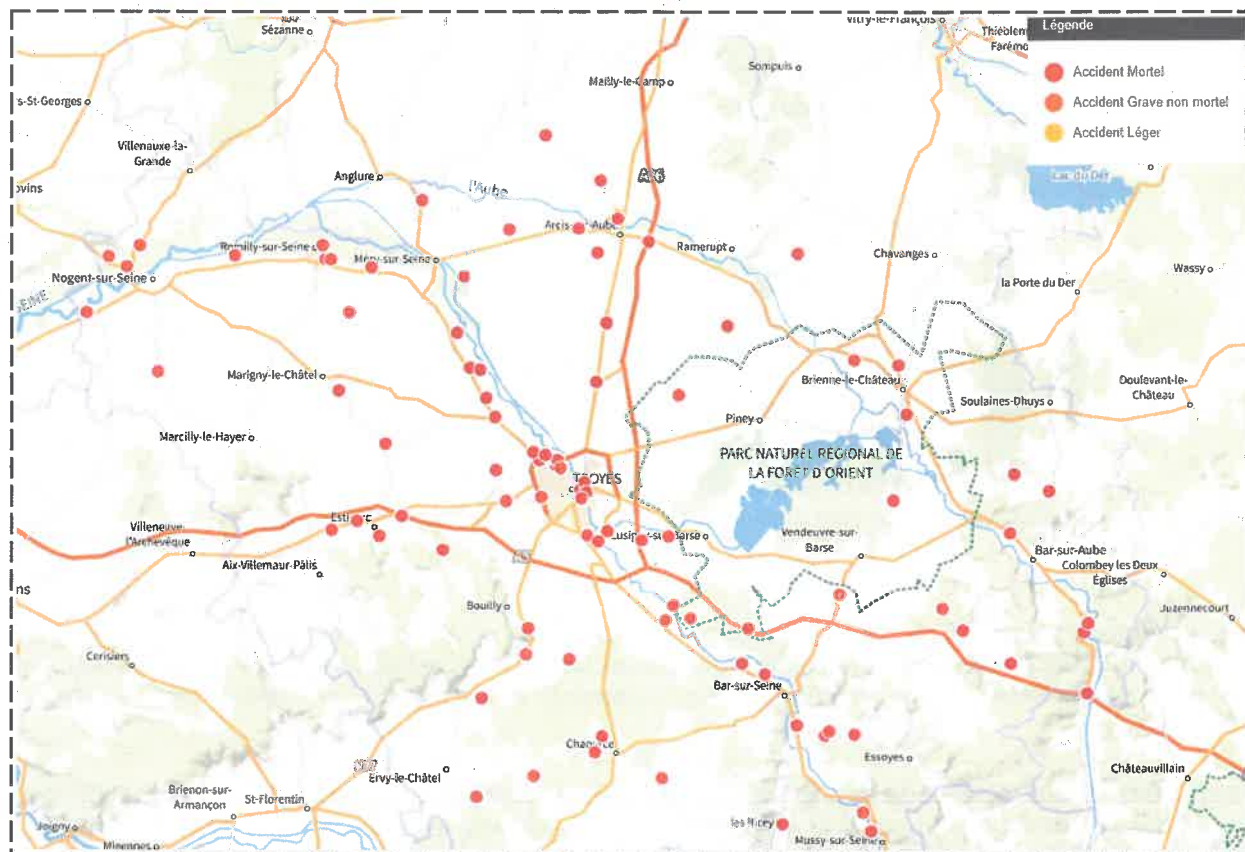 Sézanne
Vitry-le-François
Légende
Accident Mortel
Accident Grave non mortel
Accident Léger
Mailly-le-Camp
Sompuis
Villenauxe-la-
Grande
Anglure
l'Aube
A26
Lac du Der
Romilly-sur-Seine
Méry-sur Seine
Ramerupt
Chavanges
Wassy
Nogent-sur-Seine
la Porte du Der
Marigny-le-Châtel
Brienne-le-Château
Doulevant-le-
Château
Soulaines-Dhuys
Piney
Marcilly-le-Hayer
PARC NATUREL RÉGIONAL DE
LA FORÊT D'ORIENT
TROYES
Villeneuve-
l'Archevêque
Vendeuvre-sur-
Barse
Bar-sur-Aube
Colombey les Deux
Églises
Aix-Villemaur-Pâlis
Bouilly
Juzennecourt
Cerisiers
Bar-sur-Seine
Essoyes
Ervy-le-Châtel
Châteauvillain
Brienon-sur-
Armançon
St-Florentin
Joigny
les Ricey
Mussy-sur-Seine